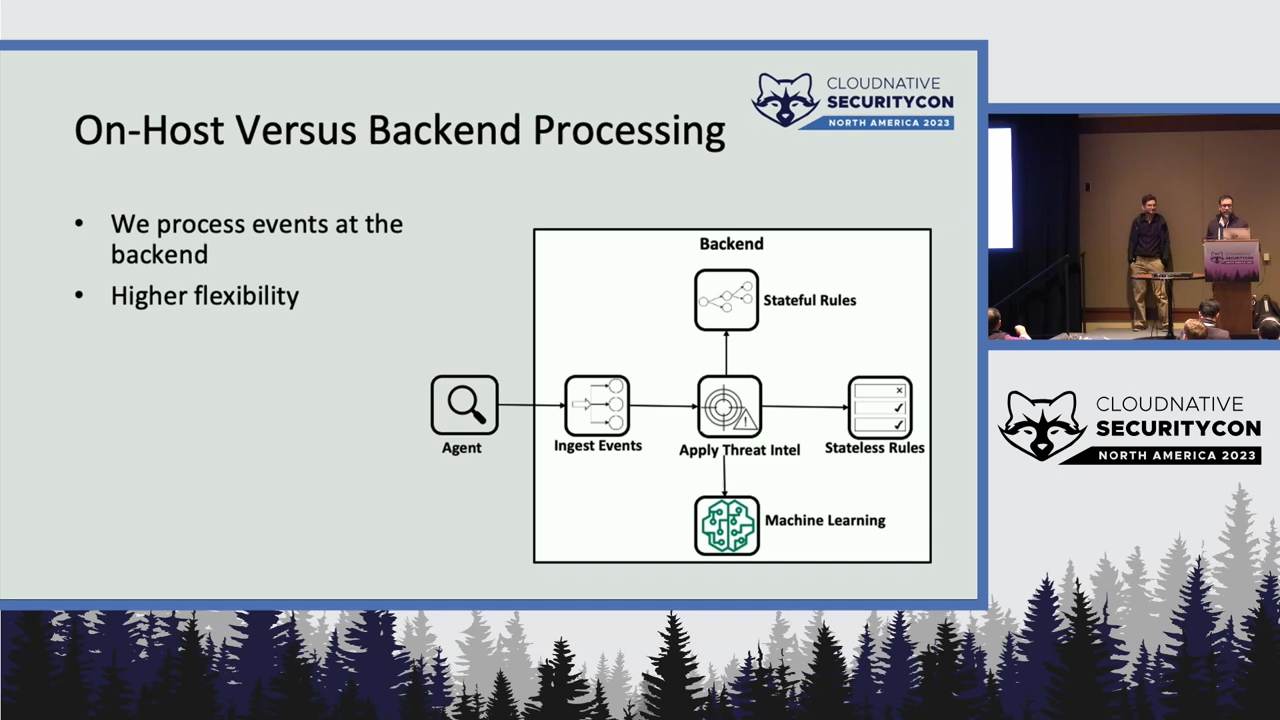 On-Host Versus Backend Processing
CLOUDNATIVE
SECURITYCON
NORTH AMERICA 2023
• We process events at the
backend
• Higher flexibility
Backend
Stateful Rules
Agent
Ingest Events
Apply Threat Intel
Stateless Rules
Machine Learning
CLOUDNATIVE
SECURITYCON
NORTH AMERICA 2023